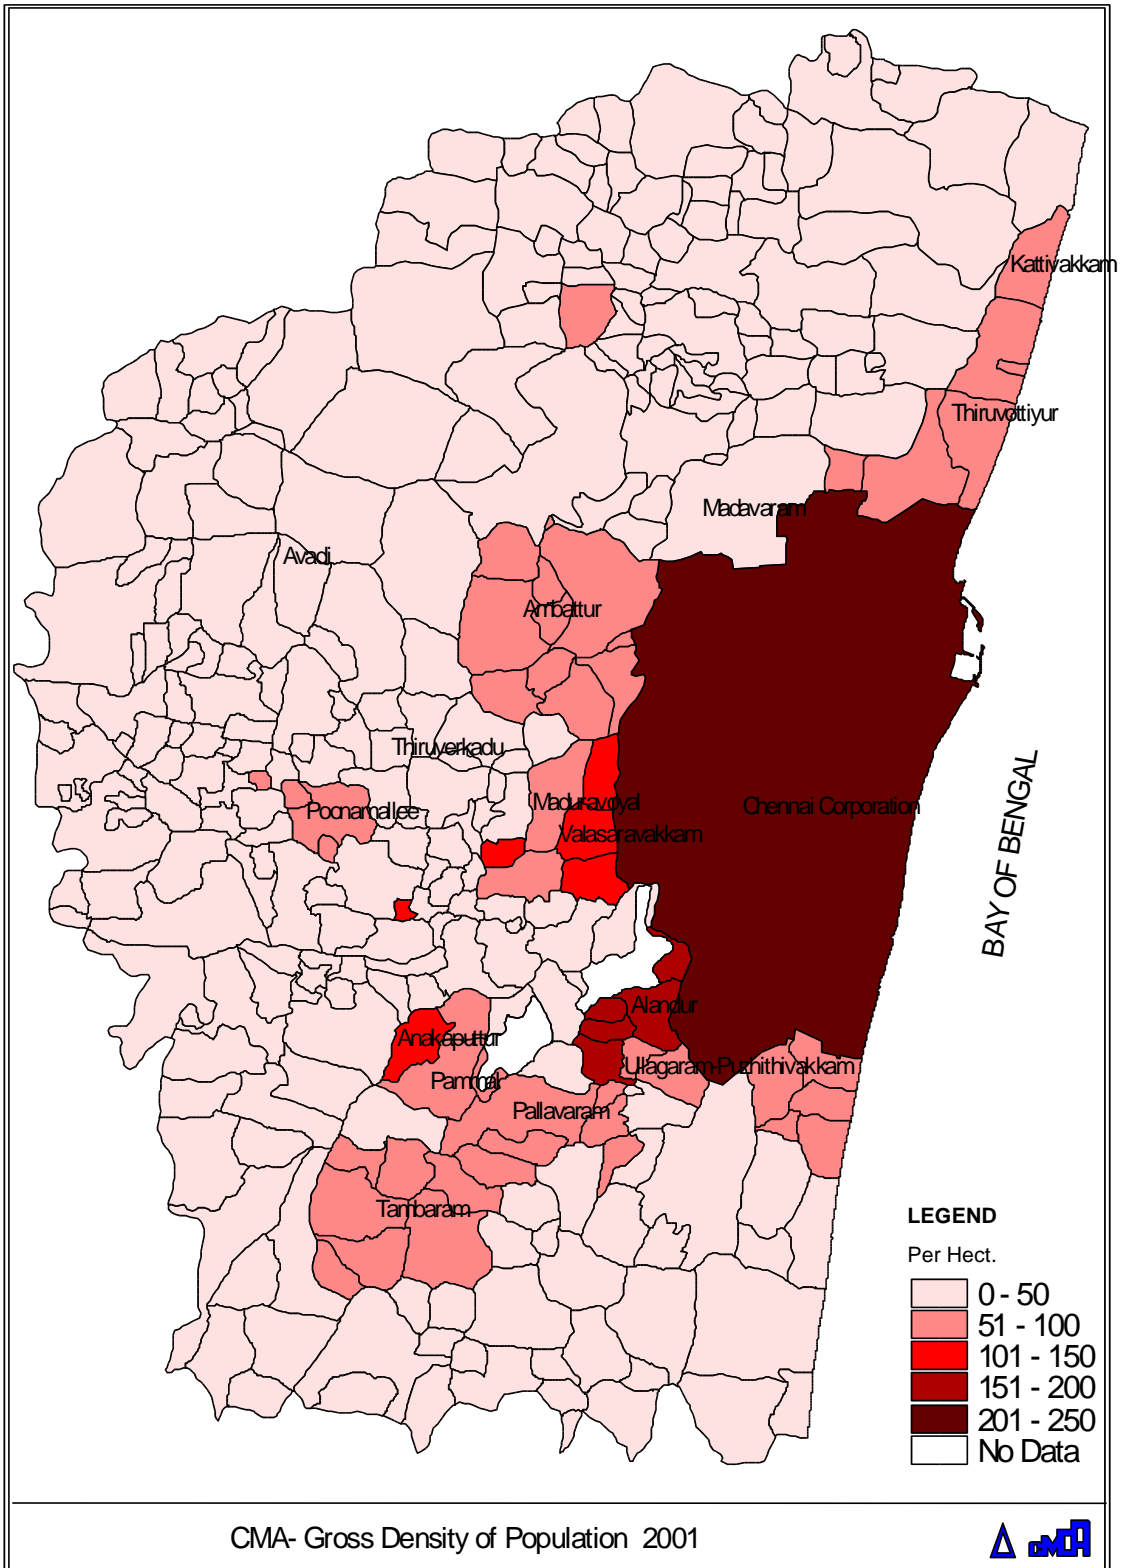 Kattivakkam
Thiruvottiyur
Madavaram
Avadi
Ambattur
Thiruverkadu
Maduravoyal
Poonamallee
Chennai Corporation
Valasaravakkam
BAY OF BENGAL
Alandur
Anakaputtur
Ullagaram-Puzhithivakkam
Pammal
Pallavaram
Tambaram
LEGEND
Per Hect.
0 - 50
51 - 100
101 - 150
151 - 200
201 - 250
No Data
CMA- Gross Density of Population 2001
CMDA